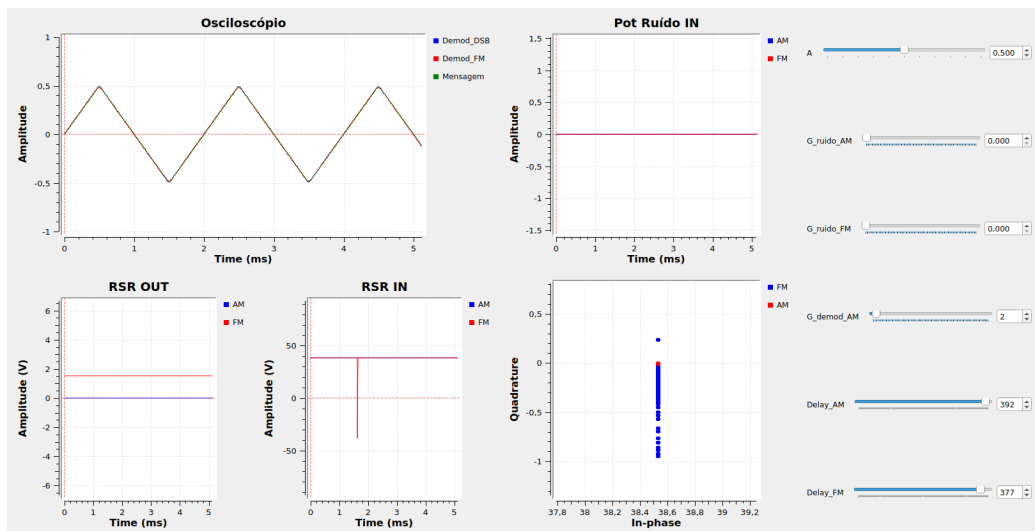 Osciloscópio
1
0,5
0
-0,5
-1
Amplitude
0
1
2
3
4
5
Time (ms)
Demod_DSB
Demod_FM
Mensagem
Pot Ruído IN
1.5
1
0.5
0
-0.5
-1
-1.5
Amplitude
0
1
2
3
4
5
Time (ms)
AM
FM
A
0,500
G_ruido_AM
0,000
G_ruido_FM
0,000
RSR OUT
6
4
2
0
-2
-4
-6
Amplitude (V)
0
1
2
3
4
5
Time (ms)
AM
FM
RSR IN
50
0
-50
Amplitude (V)
0
1
2
3
4
5
Time (ms)
AM
FM
0,5
0
-0,5
-1
Quadrature
37,8
38
38,2
38,4
38,6
38,8
39
39,2
In-phase
FM
AM
G_demod_AM
2
Delay_AM
392
Delay_FM
377